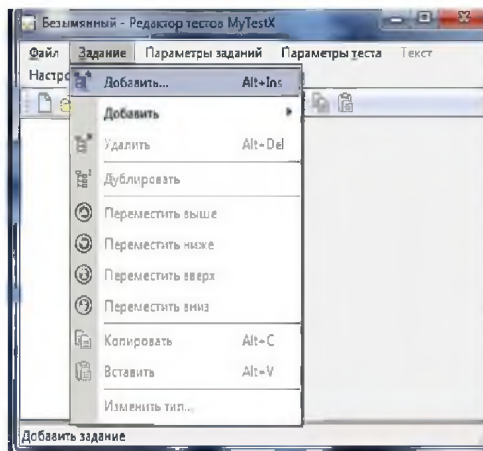 Безымянный - Редактор тестов MyTestX
Файл Задание Параметры заданий Параметры теста Текст
Настро
Добавить... Alt+Ins
Добавить
Удалить Alt+Del
Дублировать
Переместить выше
Переместить ниже
Переместить вверх
Переместить вниз
Копировать Alt+C
Вставить Alt+V
Изменить тип...
Добавить задание